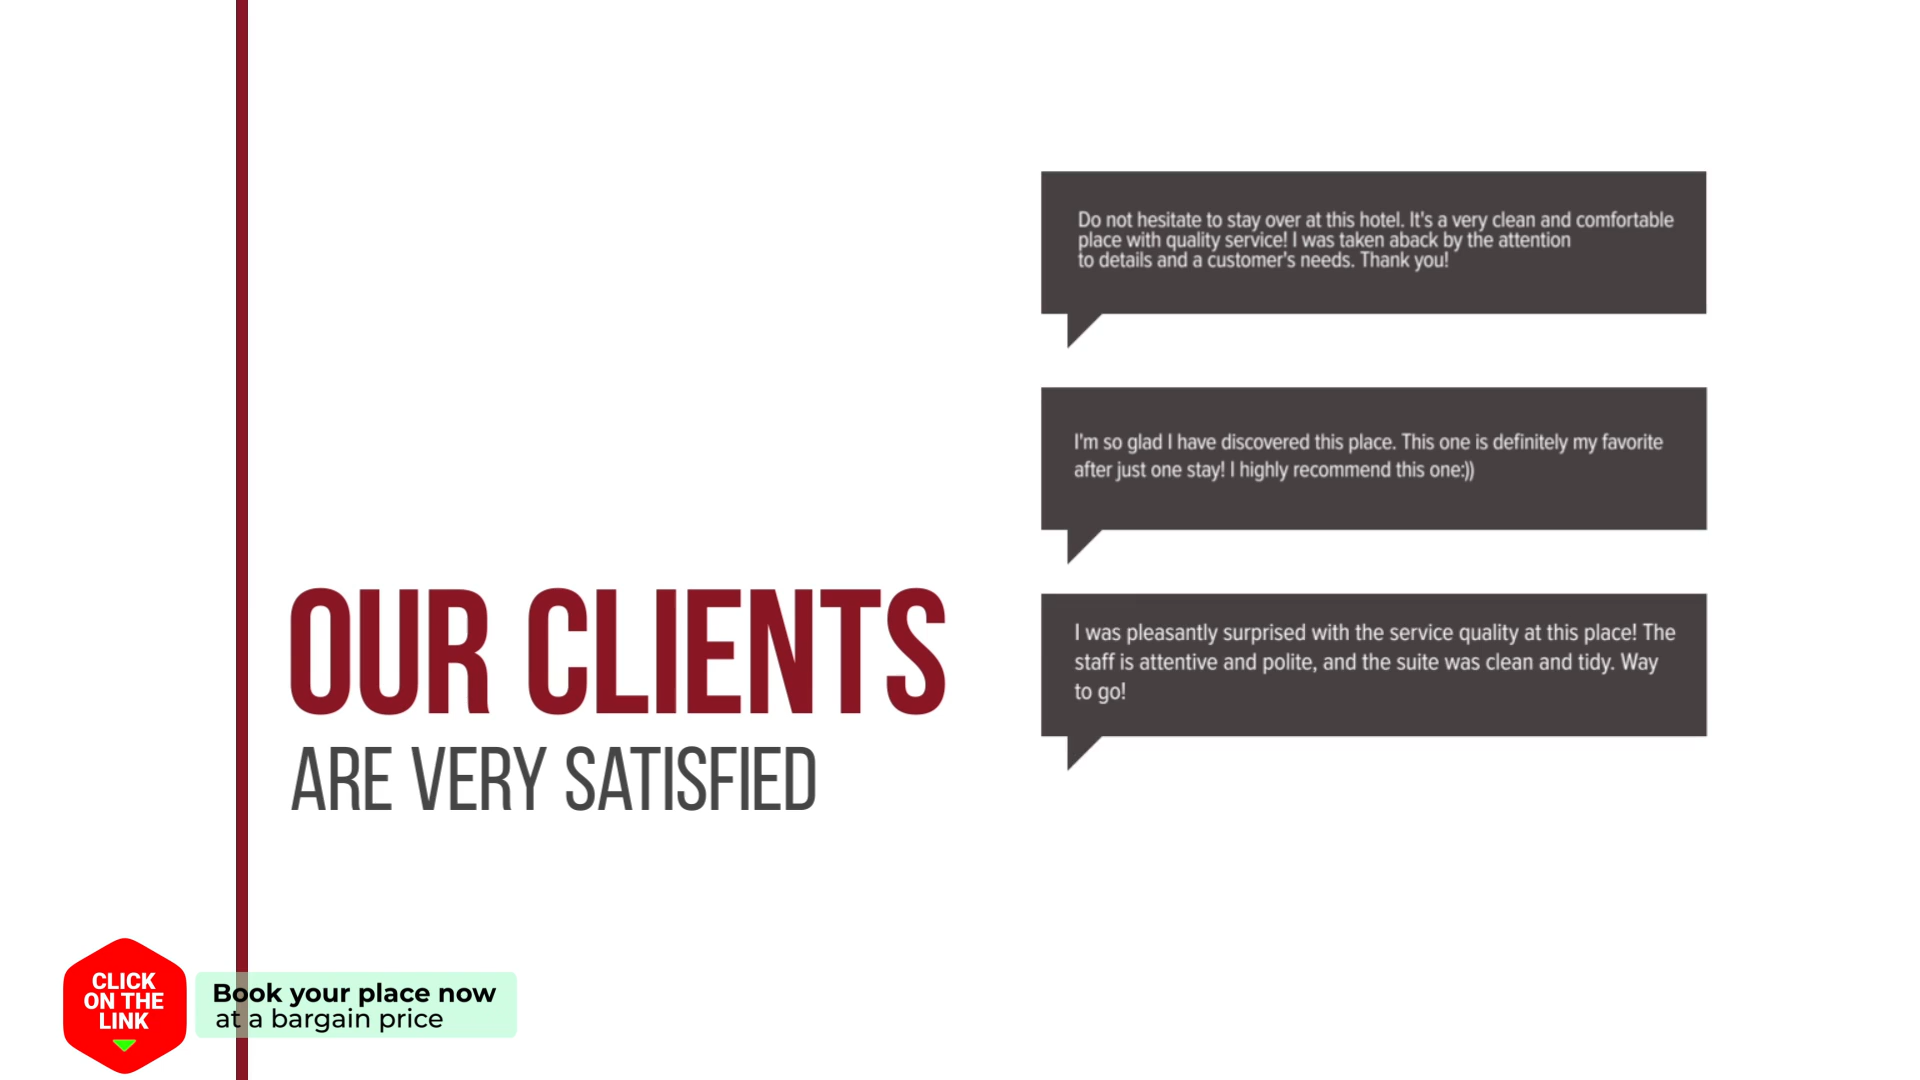 Do not hesitate to stay over at this hotel. It's a very clean and comfortable
place with quality service! I was taken aback by the attention
to details and a customer's needs. Thank you!
I'm so glad I have discovered this place. This one is definitely my favorite
after just one stay! I highly recommend this one:))
I was pleasantly surprised with the service quality at this place! The
staff is attentive and polite, and the suite was clean and tidy. Way
to go!
OUR CLIENTS
ARE VERY SATISFIED
CLICK
ON THE
LINK
Book your place now
at a bargain price